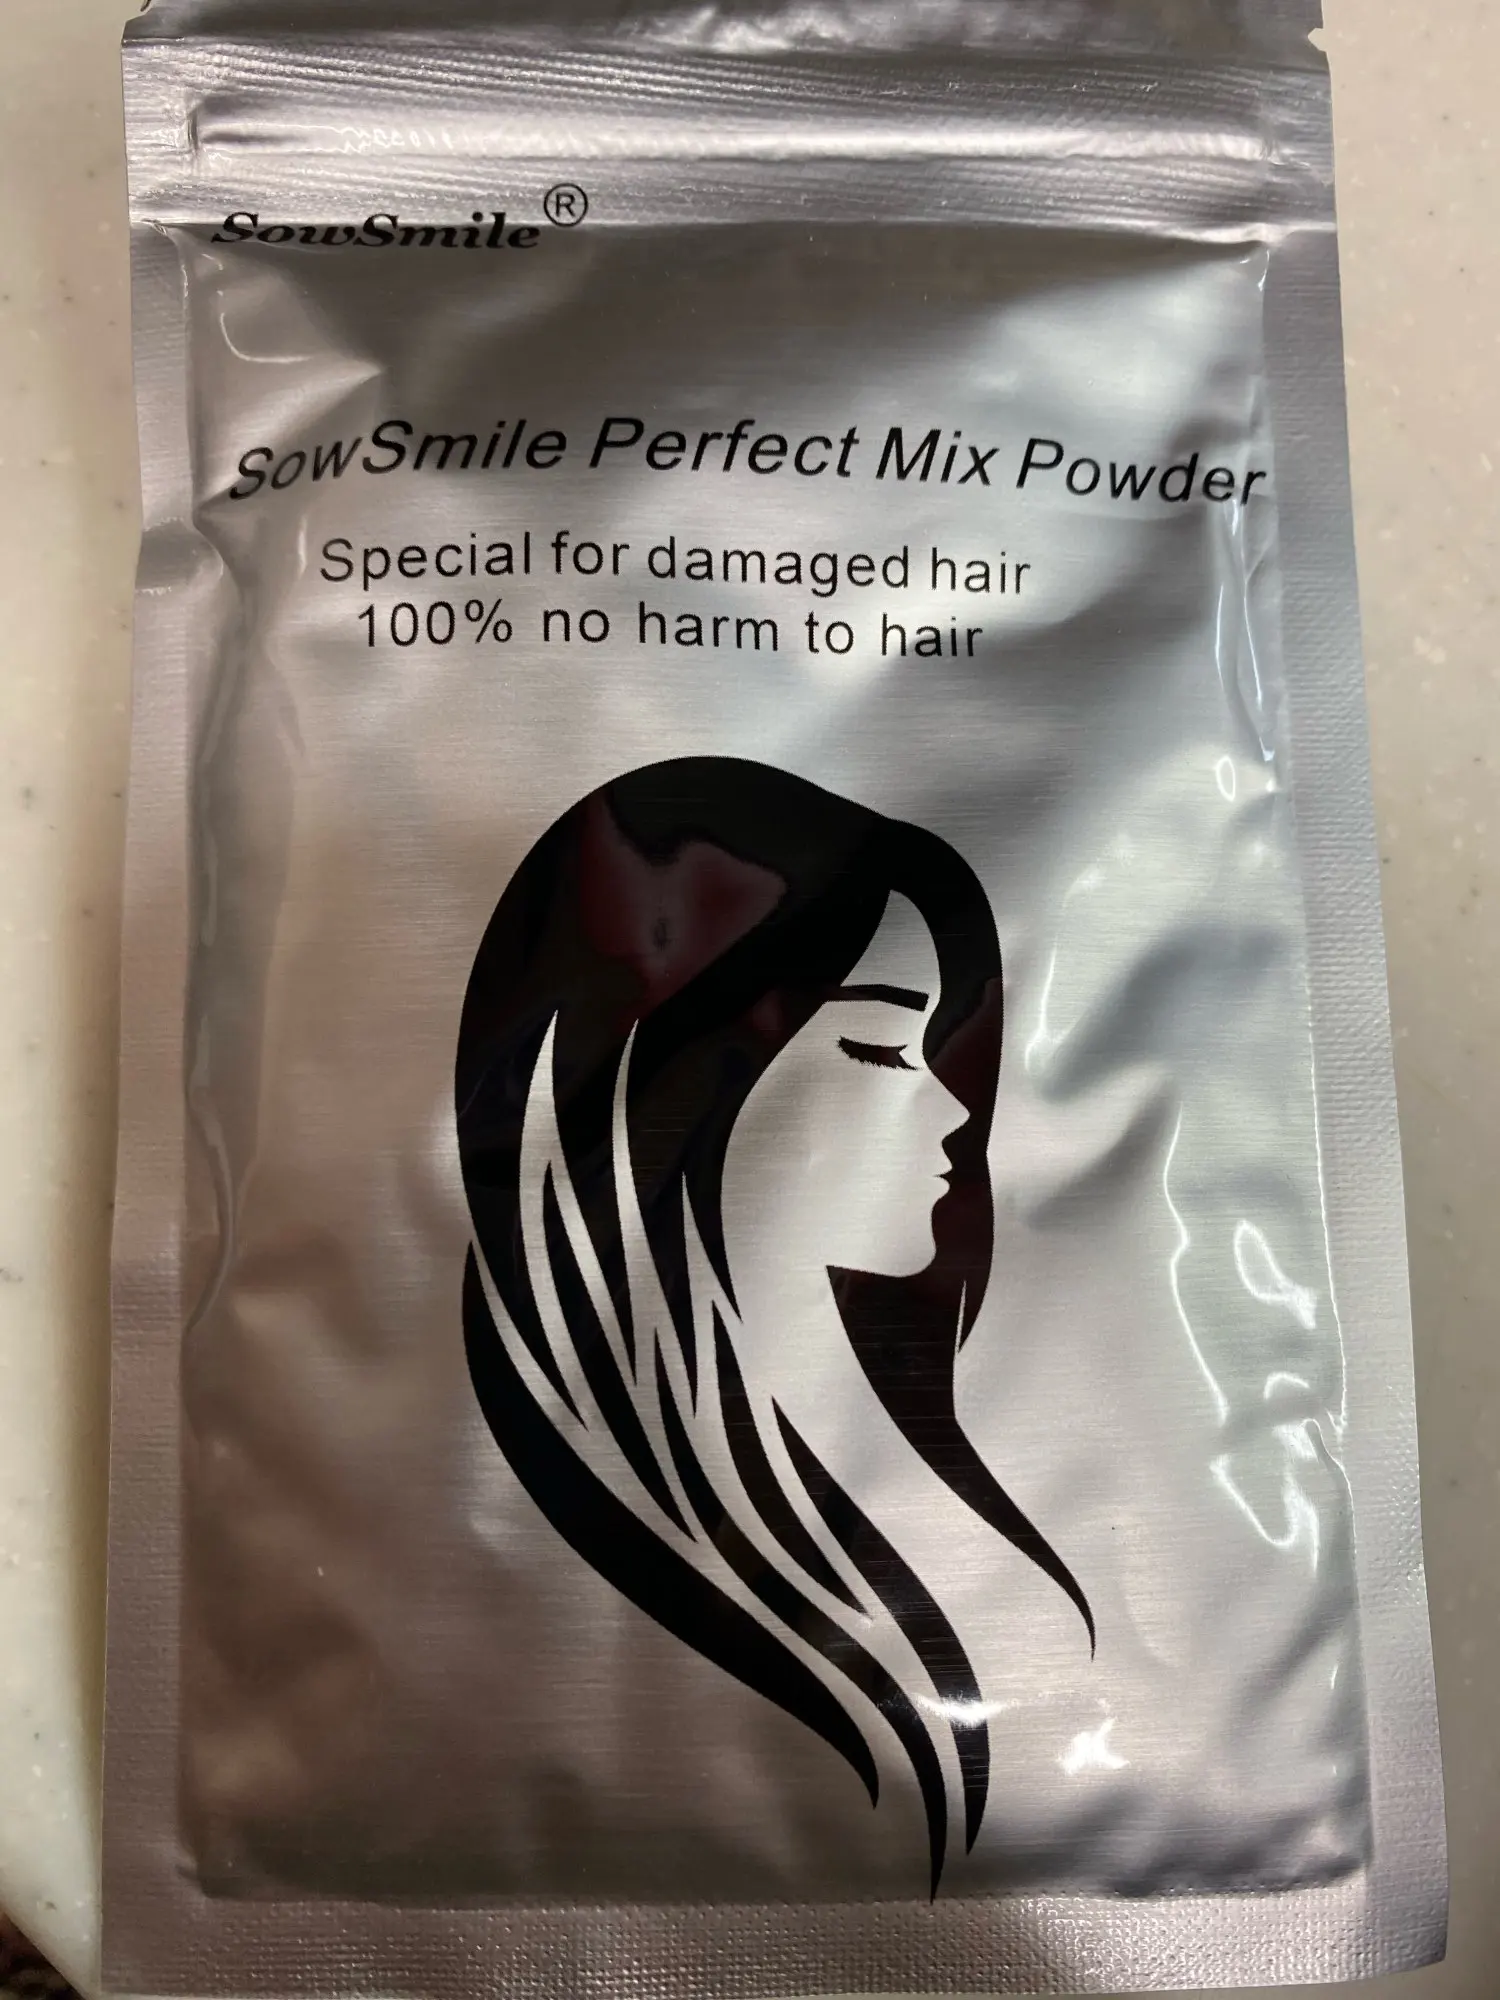 SowSmile®
SowSmile Perfect Mix Powder
Special for damaged hair
100% no harm to hair